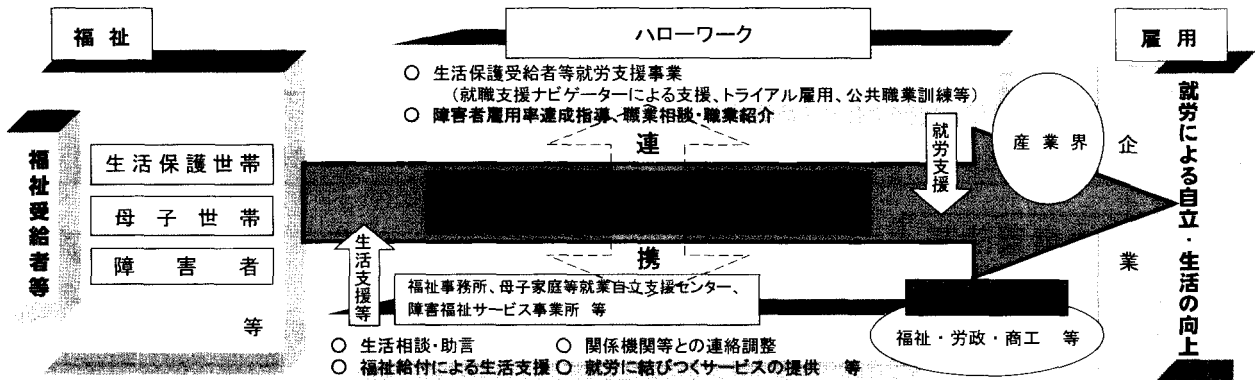 福祉
ハローワーク
雇用
○ 生活保護受給者等就労支援事業
(就職支援ナビゲーターによる支援、トライアル雇用、公共職業訓練等)
○ 障害者雇用率達成指導、職業相談・職業紹介
福祉受給者等
生活保護世帯
母子世帯
障害者
等
連
携
就労支援
産業界
企業
就労による自立・生活の向上
生活支援等
福祉事務所、母子家庭等就業自立支援センター、
障害福祉サービス事業所 等
福祉・労政・商工 等
○ 生活相談・助言
○ 関係機関等との連絡調整
○ 福祉給付による生活支援
○ 就労に結びつくサービスの提供 等